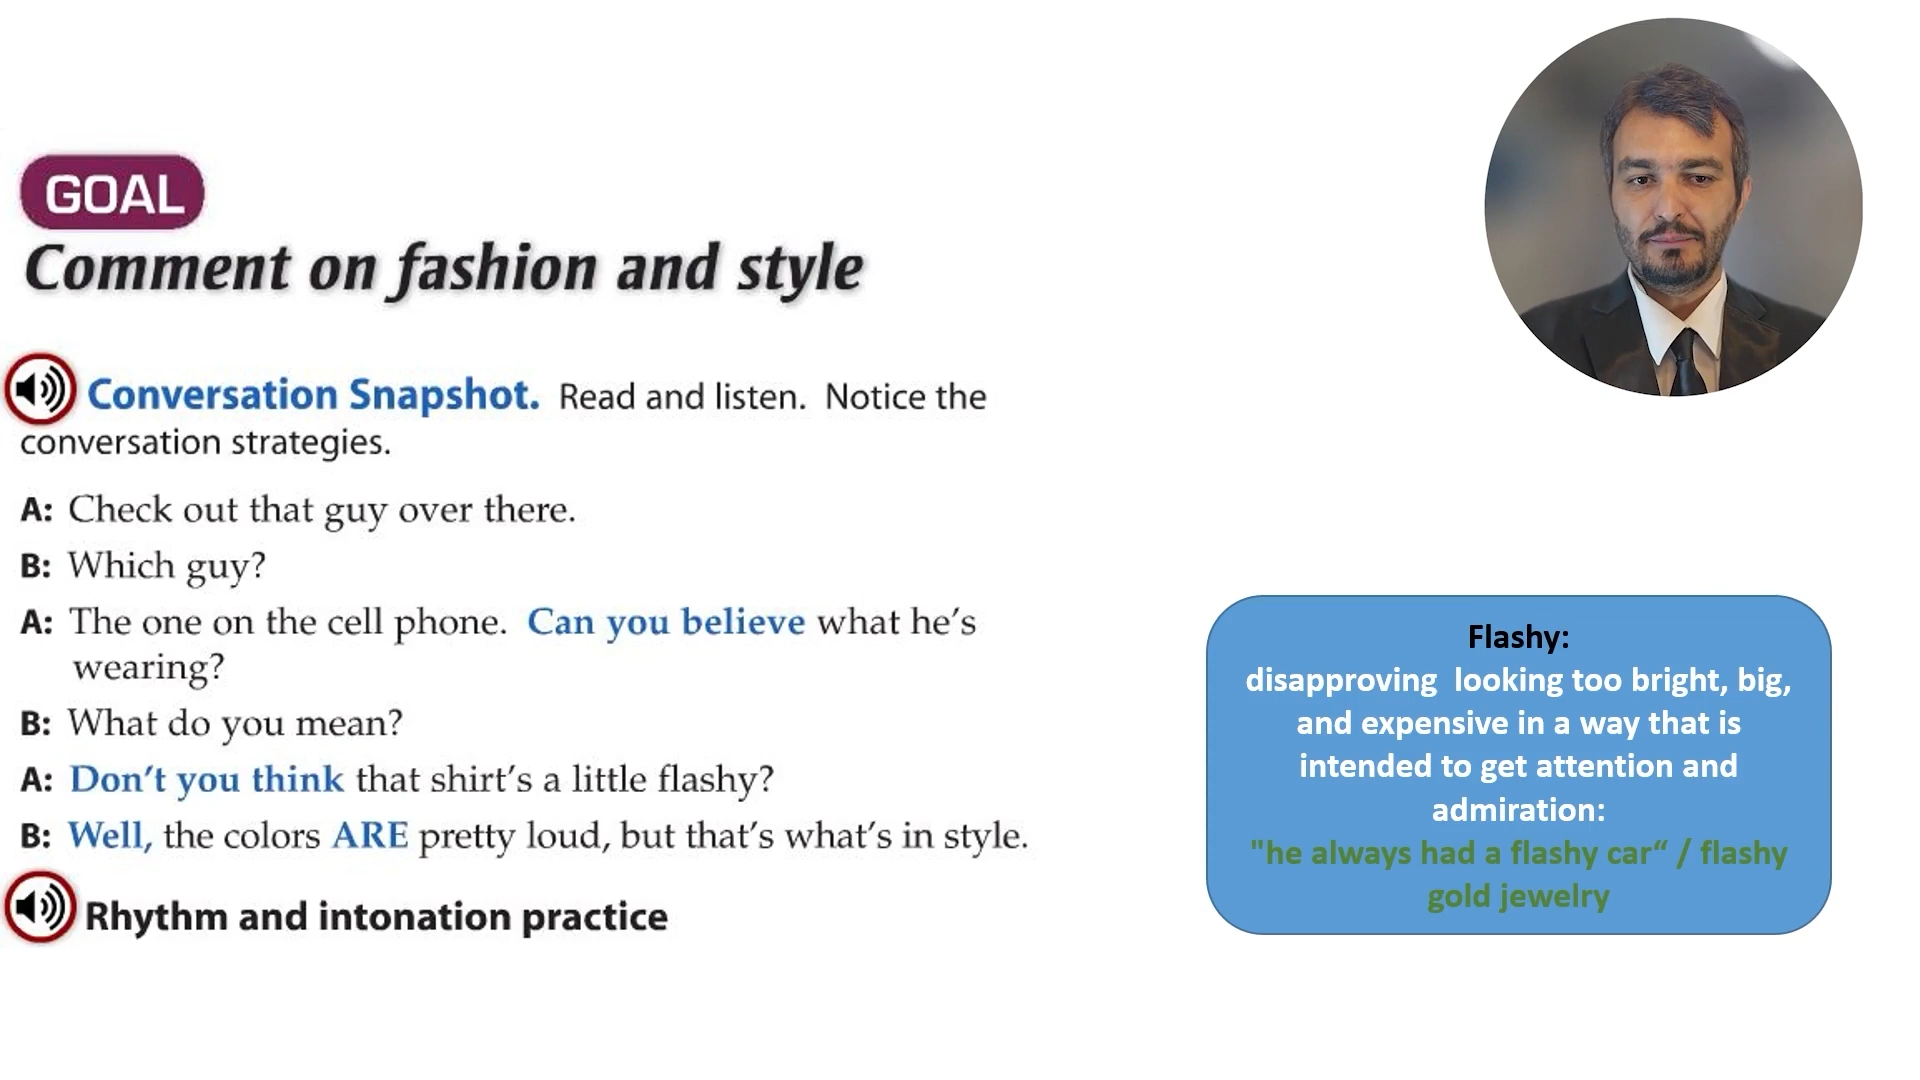 GOAL
Comment on fashion and style
Conversation Snapshot. Read and listen. Notice the
conversation strategies.
A: Check out that guy over there.
B: Which guy?
A: The one on the cell phone. Can you believe what he's
wearing?
B: What do you mean?
A: Don't you think that shirt's a little flashy?
B: Well, the colors ARE pretty loud, but that's what's in style.
Rhythm and intonation practice
Flashy:
disapproving looking too bright, big,
and expensive in a way that is
intended to get attention and
admiration:
"he always had a flashy car“ / flashy
gold jewelry